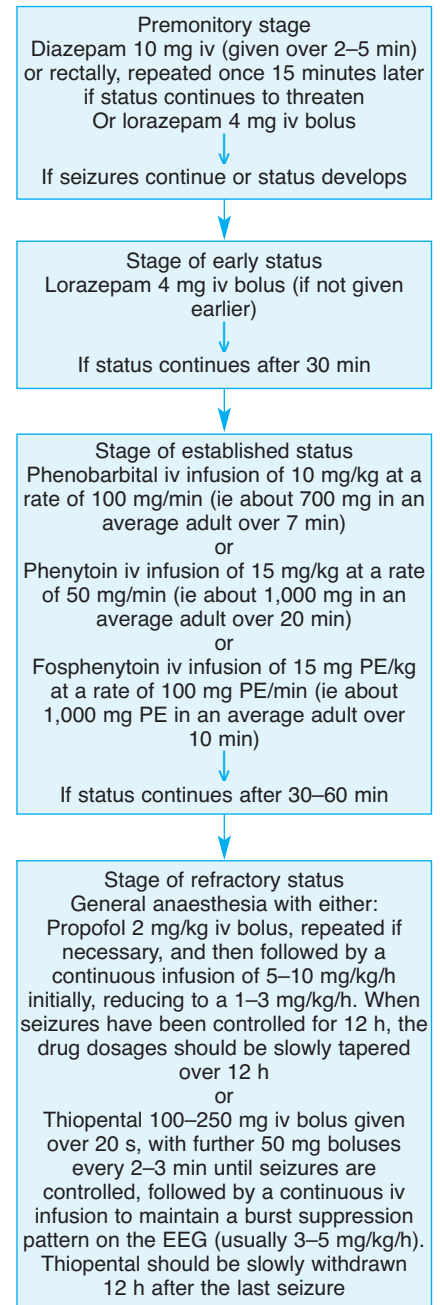 Premonitory stage
Diazepam 10 mg iv (given over 2–5 min)
or rectally, repeated once 15 minutes later
if status continues to threaten
Or lorazepam 4 mg iv bolus
If seizures continue or status develops
Stage of early status
Lorazepam 4 mg iv bolus (if not given
earlier)
If status continues after 30 min
Stage of established status
Phenobarbital iv infusion of 10 mg/kg at a
rate of 100 mg/min (ie about 700 mg in an
average adult over 7 min)
or
Phenytoin iv infusion of 15 mg/kg at a rate
of 50 mg/min (ie about 1,000 mg in an
average adult over 20 min)
or
Fosphenytoin iv infusion of 15 mg PE/kg
at a rate of 100 mg PE/min (ie about
1,000 mg PE in an average adult over
10 min)
If status continues after 30–60 min
Stage of refractory status
General anaesthesia with either:
Propofol 2 mg/kg iv bolus, repeated if
necessary, and then followed by a
continuous infusion of 5–10 mg/kg/h
initially, reducing to a 1–3 mg/kg/h. When
seizures have been controlled for 12 h, the
drug dosages should be slowly tapered
over 12 h
or
Thiopental 100–250 mg iv bolus given
over 20 s, with further 50 mg boluses
every 2–3 min until seizures are
controlled, followed by a continuous iv
infusion to maintain a burst suppression
pattern on the EEG (usually 3–5 mg/kg/h).
Thiopental should be slowly withdrawn
12 h after the last seizure